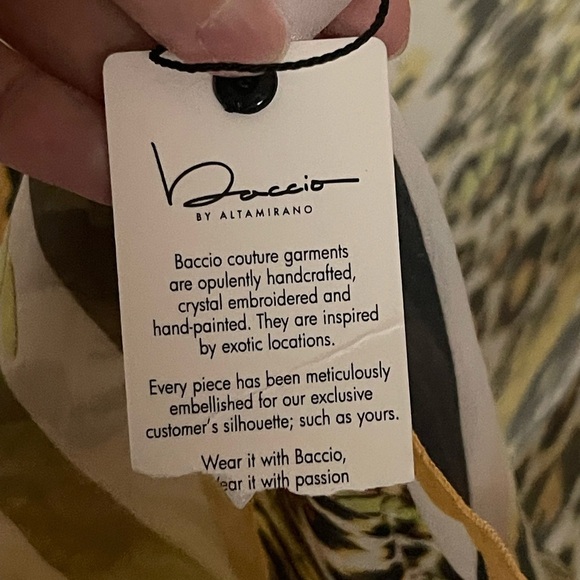 Baccio
BY ALTAMIRANO
Baccio couture garments
are opulently handcrafted,
crystal embroidered and
hand-painted. They are inspired
by exotic locations.
Every piece has been meticulously
embellished for our exclusive
customer's silhouette; such as yours.
Wear it with Baccio,
ear it with passion